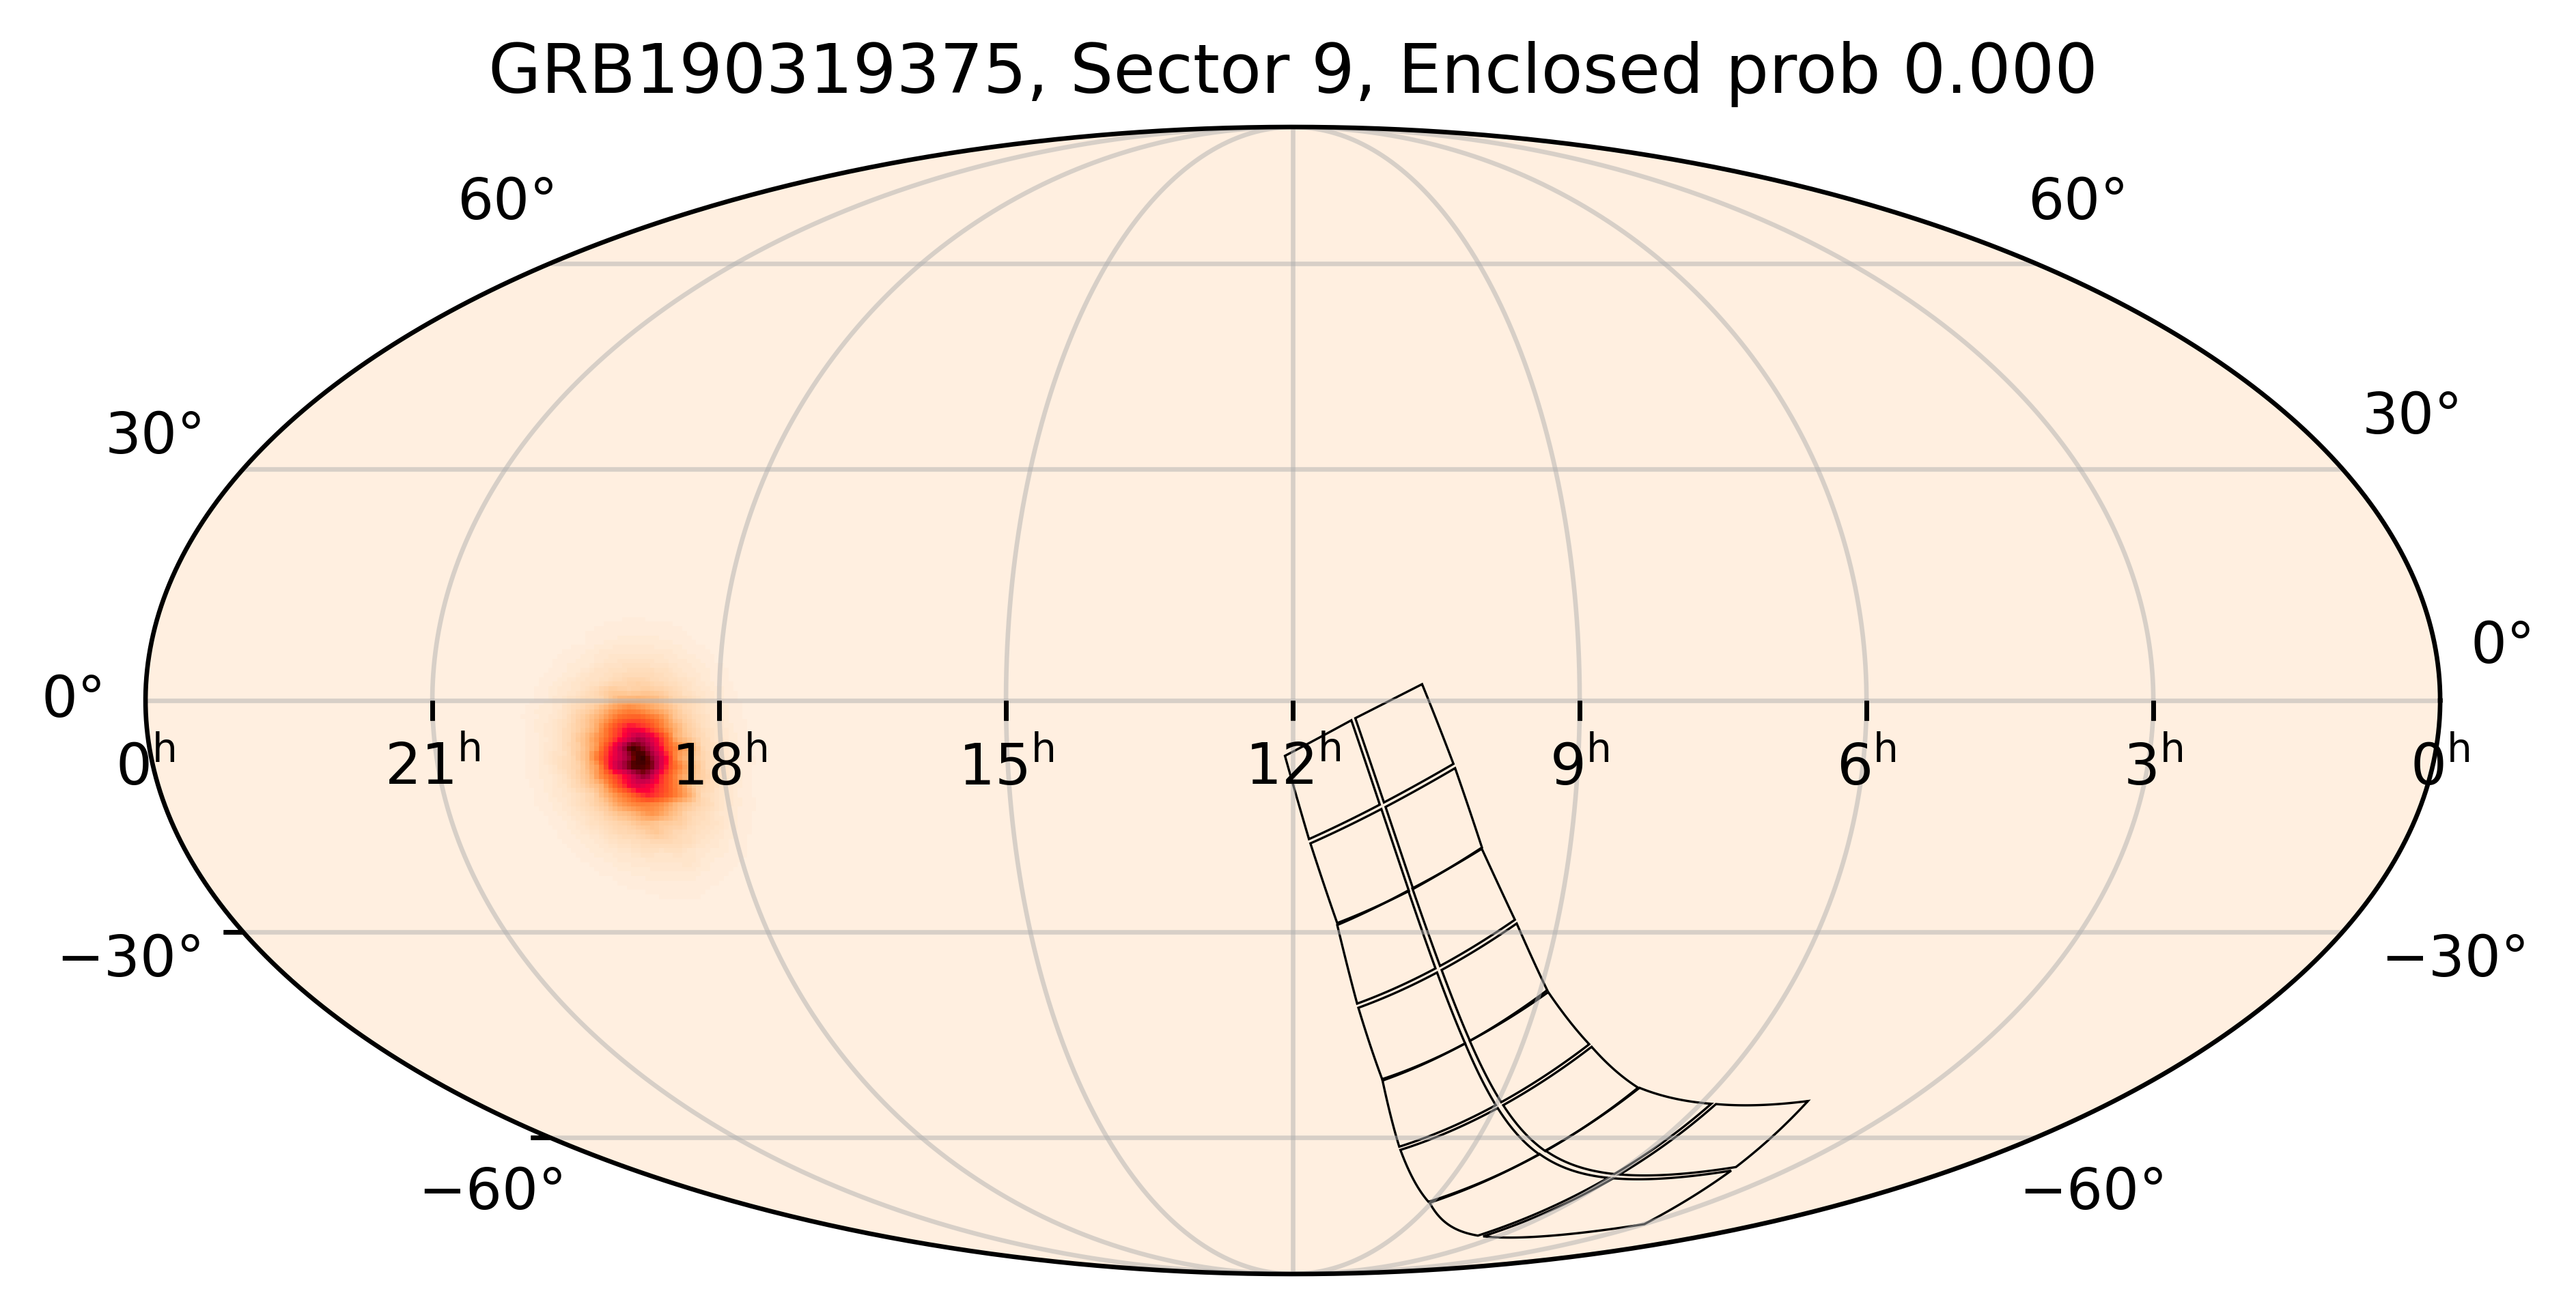 GRB190319375, Sector 9, Enclosed prob 0.000
60° 60°
30° 30°
0° 0°
0ʰ 21ʰ 18ʰ 15ʰ 12ʰ 9ʰ 6ʰ 3ʰ 0ʰ
−30° −30°
−60° −60°